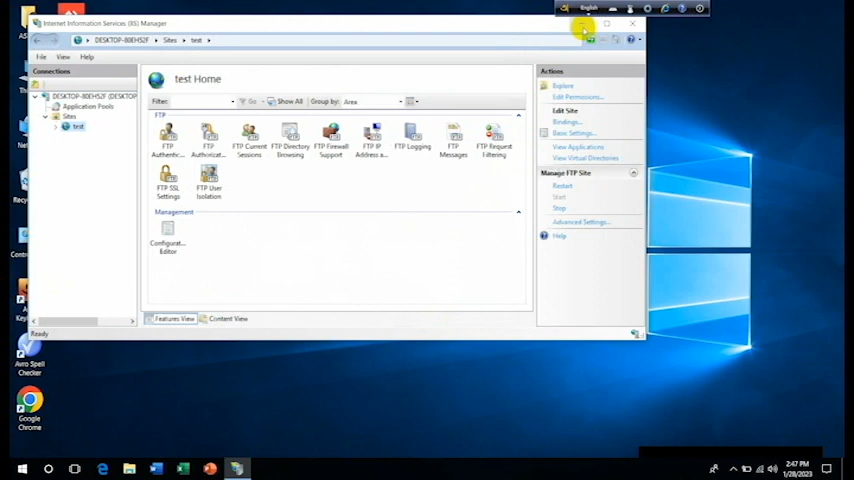 English
Internet Information Services (IIS) Manager
DESKTOP-80EH52F
Sites
test
File View Help
Connections
DESKTOP-80EH52F (DESKTOP
Application Pools
Sites
test
test Home
Filter:
Go
Show All
Group by:
Area
FTP
FTP Authentic...
FTP Authorizat...
FTP Current Sessions
FTP Directory Browsing
FTP Firewall Support
FTP IP Address a...
FTP Logging
FTP Messages
FTP Request Filtering
FTP SSL Settings
FTP User Isolation
Management
Configurat... Editor
Features View
Content View
Actions
Explore
Edit Permissions...
Edit Site
Bindings...
Basic Settings...
View Applications
View Virtual Directories
Manage FTP Site
Restart
Start
Stop
Advanced Settings...
Help
Ready
Avro Spell
Checker
Google
Chrome
2:47 PM
1/28/2023